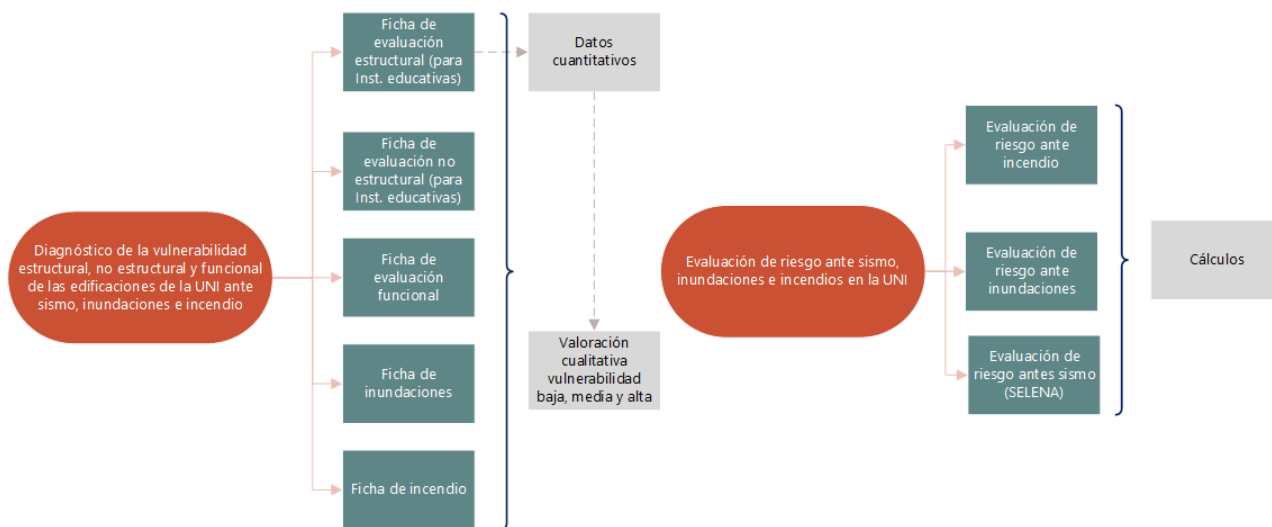 Diagnóstico de la vulnerabilidad
estructural, no estructural y funcional
de las edificaciones de la UNI ante
sismo, inundaciones e incendio
Ficha de
evaluación
estructural (para
Inst. educativas)
Ficha de
evaluación no
estructural (para
Inst. educativas)
Ficha de
evaluación
funcional
Ficha de
inundaciones
Ficha de incendio
Datos
cuantitativos
Valoración
cualitativa
vulnerabilidad
baja, media y alta
Evaluación de riesgo ante sismo,
inundaciones e incendios en la UNI
Evaluación de
riesgo ante
incendio
Evaluación de
riesgo ante
inundaciones
Evaluación de
riesgo antes sismo
(SELENA)
Cálculos